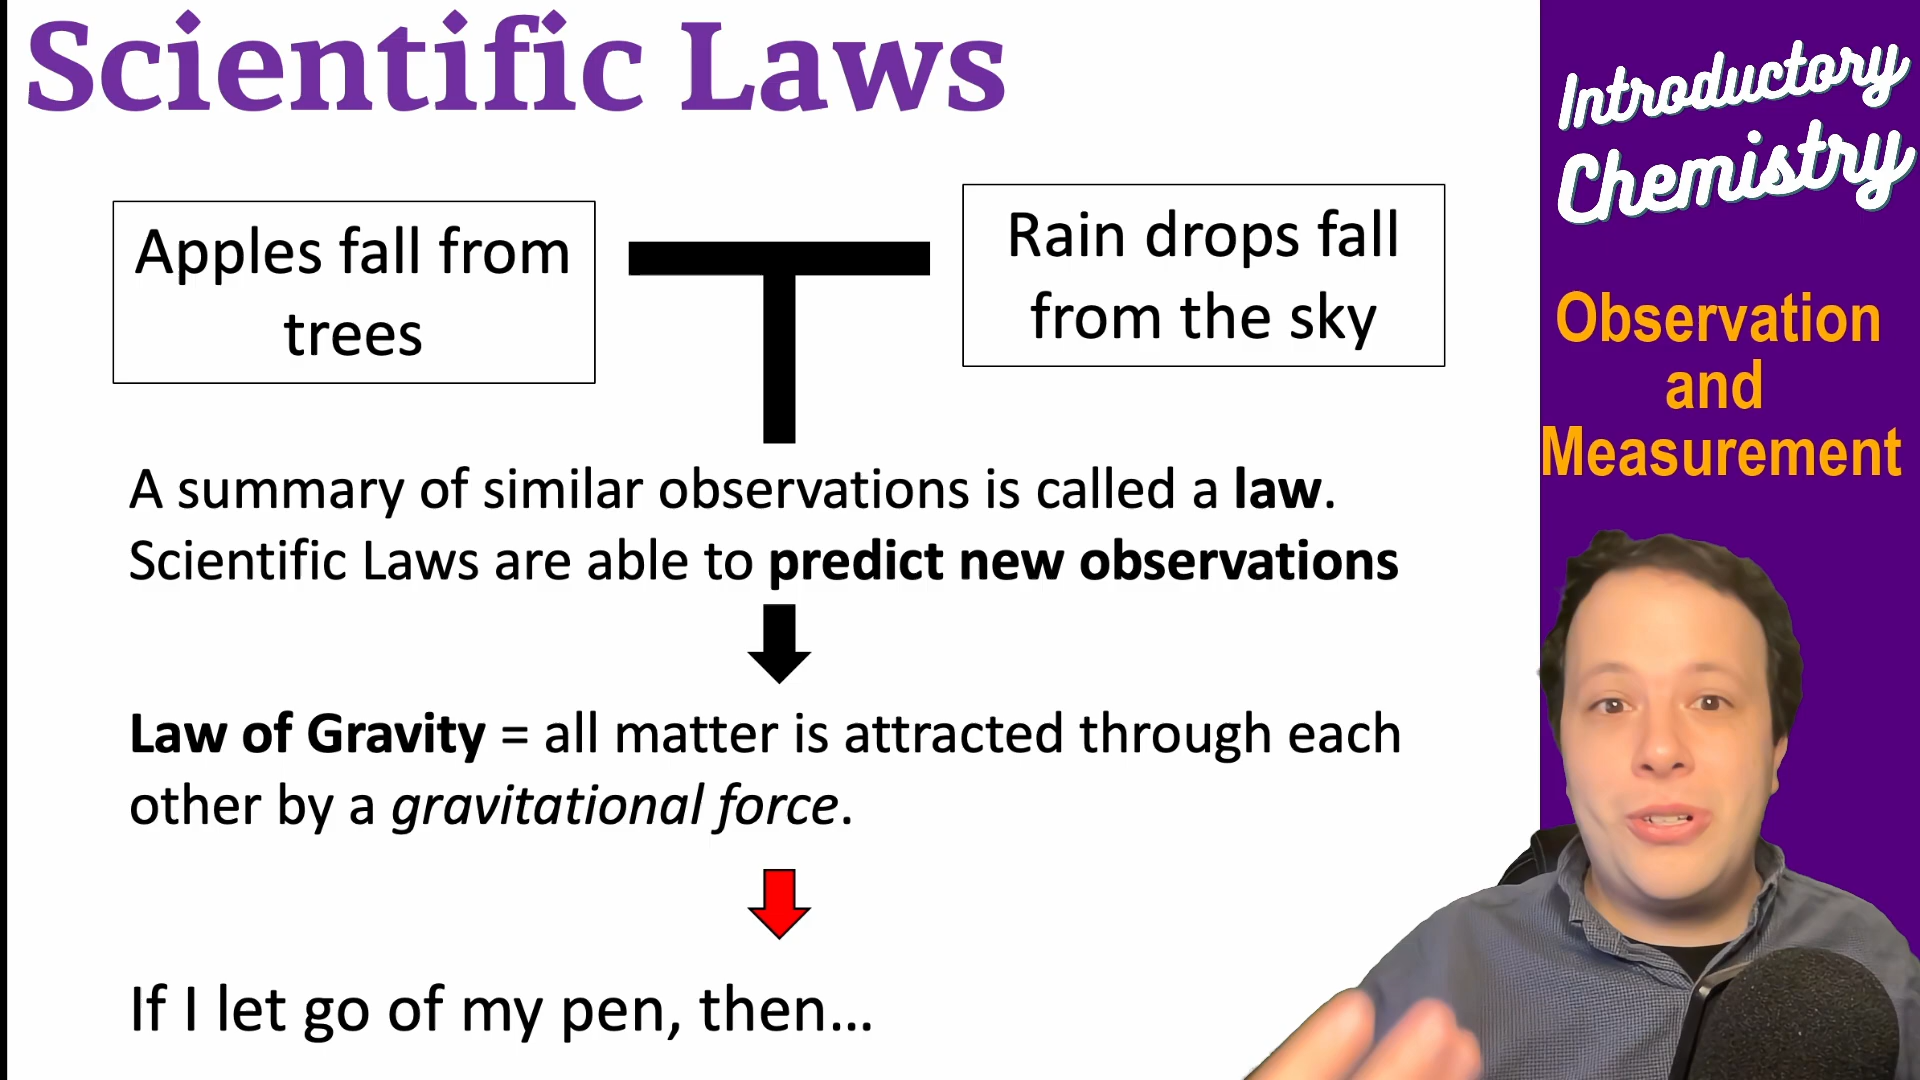 Scientific Laws
Apples fall from
trees
Rain drops fall
from the sky
A summary of similar observations is called a law.
Scientific Laws are able to predict new observations
Law of Gravity = all matter is attracted through each
other by a gravitational force.
If I let go of my pen, then...
Introductory
Chemistry
Observation
and
Measurement